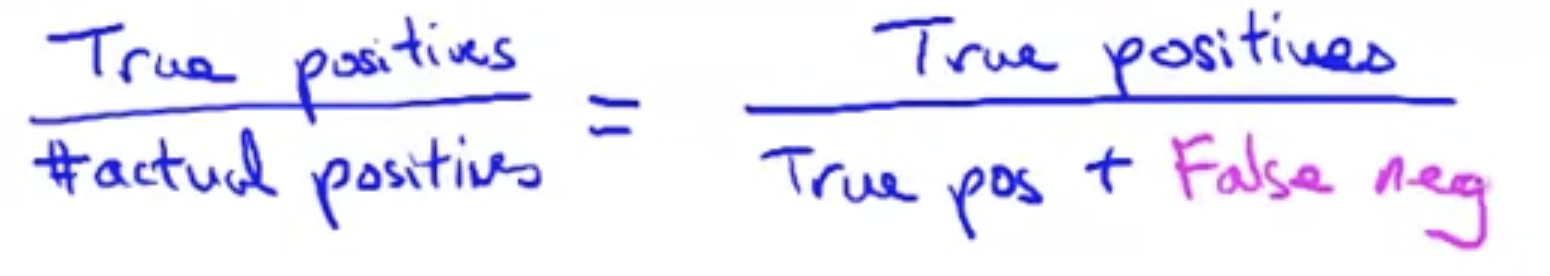 True positives = True positives
#actual positives True pos + False neg